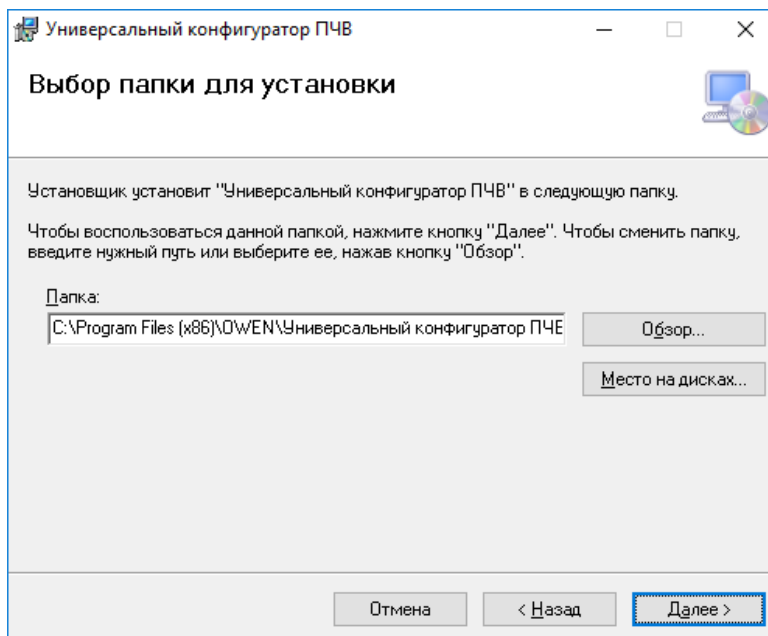 Универсальный конфигуратор ПЧВ
Выбор папки для установки
Установщик установит "Универсальный конфигуратор ПЧВ" в следующую папку.
Чтобы воспользоваться данной папкой, нажмите кнопку "Далее". Чтобы сменить папку,
введите нужный путь или выберите ее, нажав кнопку "Обзор".
Папка:
C:\Program Files (x86)\OWEN\Универсальный конфигуратор ПЧВ
Обзор...
Место на дисках...
Отмена
< Назад
Далее >